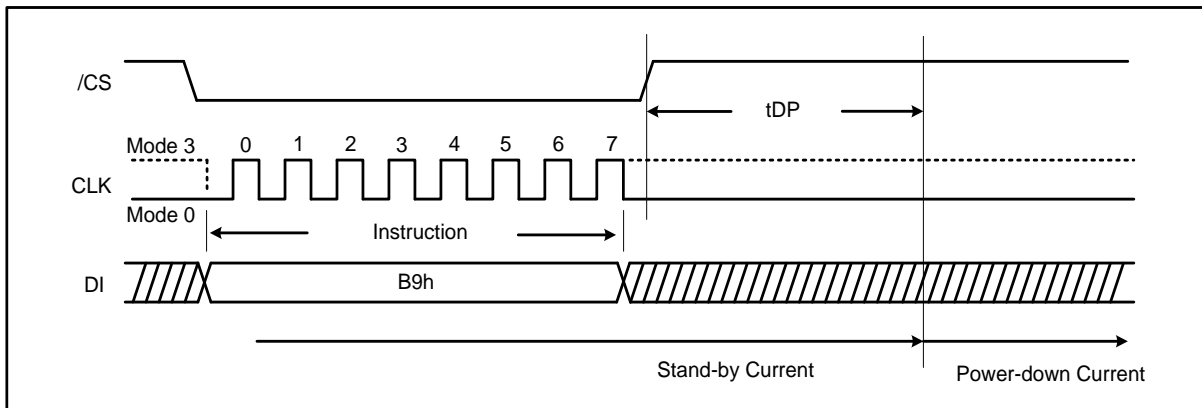 /CS
tDP
Mode 3
0 1 2 3 4 5 6 7
CLK
Mode 0
Instruction
DI
B9h
Stand-by Current
Power-down Current